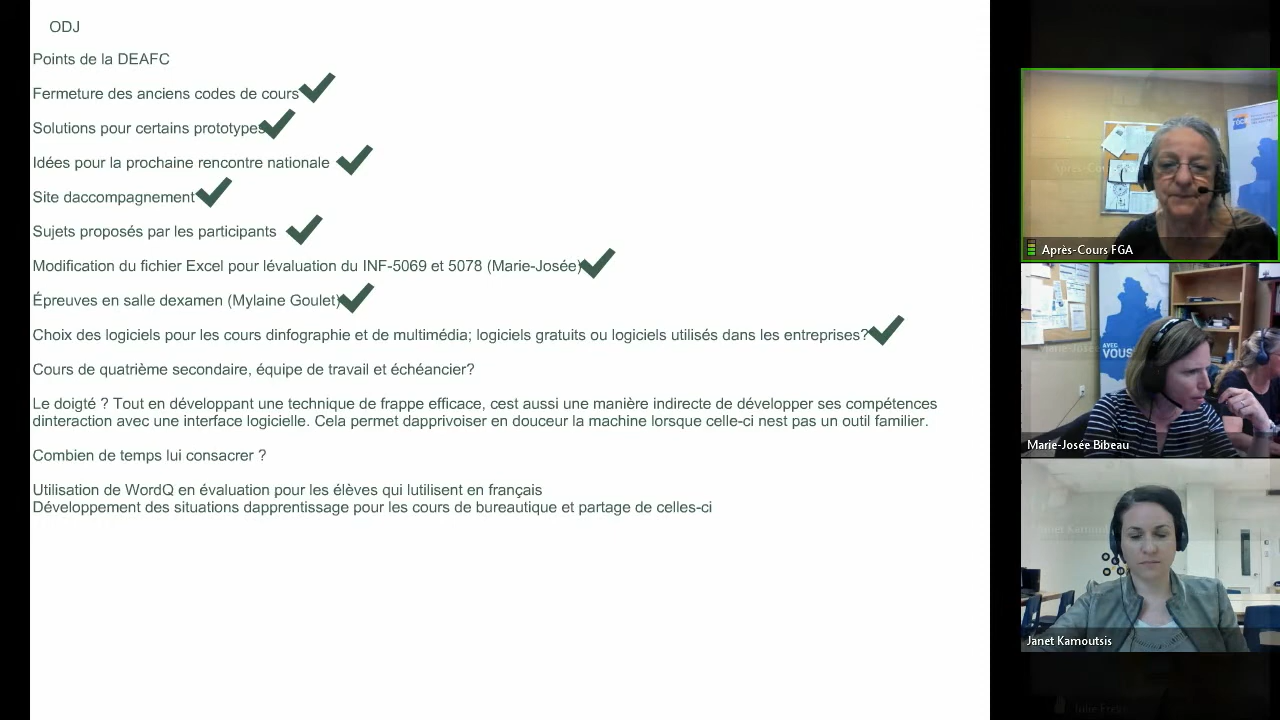 ODJ
Points de la DEAFC
Fermeture des anciens codes de cours
Solutions pour certains prototypes
Idées pour la prochaine rencontre nationale
Site daccompagnement
Sujets proposés par les participants
Modification du fichier Excel pour lévaluation du INF-5069 et 5078 (Marie-Josée)
Épreuves en salle dexamen (Mylaine Goulet)
Choix des logiciels pour les cours dinfographie et de multimédia; logiciels gratuits ou logiciels utilisés dans les entreprises?
Cours de quatrième secondaire, équipe de travail et échéancier?
Le doigté ? Tout en développant une technique de frappe efficace, cest aussi une manière indirecte de développer ses compétences
dinteraction avec une interface logicielle. Cela permet dapprivoiser en douceur la machine lorsque celle-ci nest pas un outil familier.
Combien de temps lui consacrer ?
Utilisation de WordQ en évaluation pour les élèves qui lutilisent en français
Développement des situations dapprentissage pour les cours de bureautique et partage de celles-ci
Après-Cours FGA
AVEC
VOUS
Marie-Josée Bibeau
Janet Kamoutsis